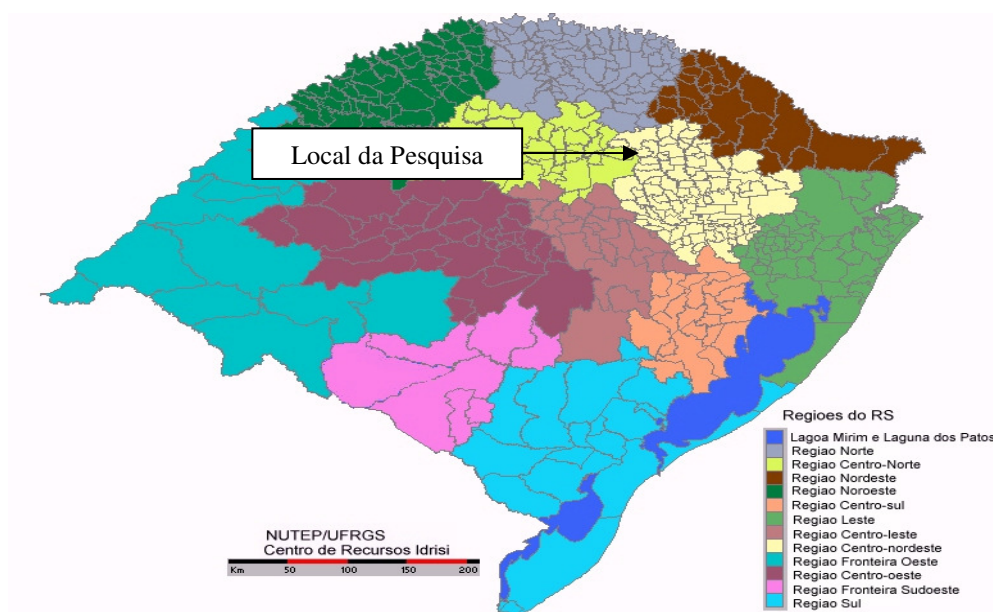 Local da Pesquisa
Regioes do RS
Lagoa Mirim e Laguna dos Patos
Regiao Norte
Regiao Centro-Norte
Regiao Nordeste
Regiao Noroeste
Regiao Centro-sul
Regiao Leste
Regiao Centro-leste
Regiao Centro-nordeste
Regiao Fronteira Oeste
Regiao Centro-oeste
Regiao Fronteira Sudoeste
Regiao Sul
NUTEP/UFRGS
Centro de Recursos Idrisi
Km 50 100 150 200